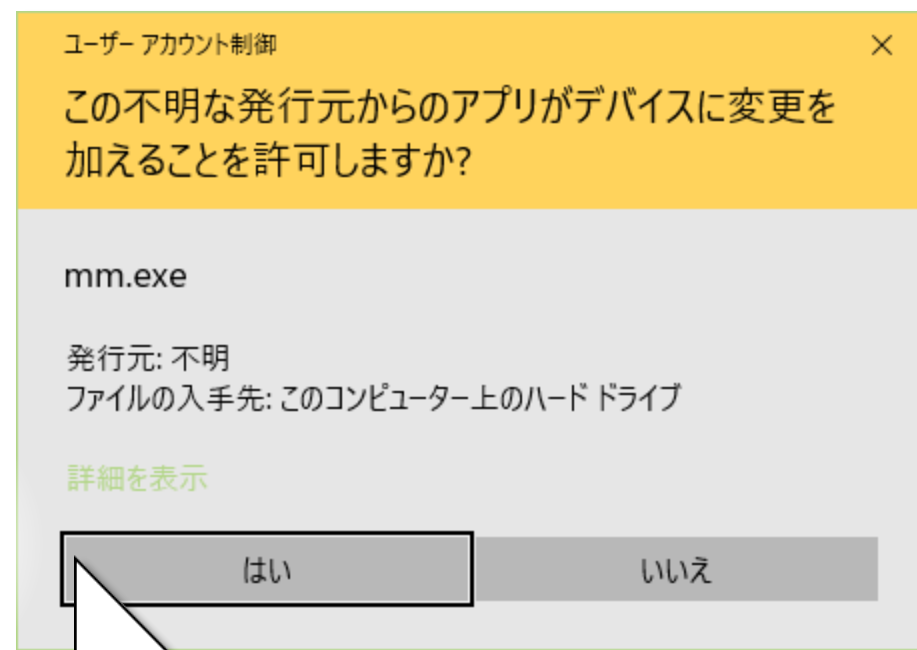 ユーザー アカウント制御
この不明な発行元からのアプリがデバイスに変更を
加えることを許可しますか?
mm.exe
発行元: 不明
ファイルの入手先: このコンピューター上のハード ドライブ
詳細を表示
はい
いいえ